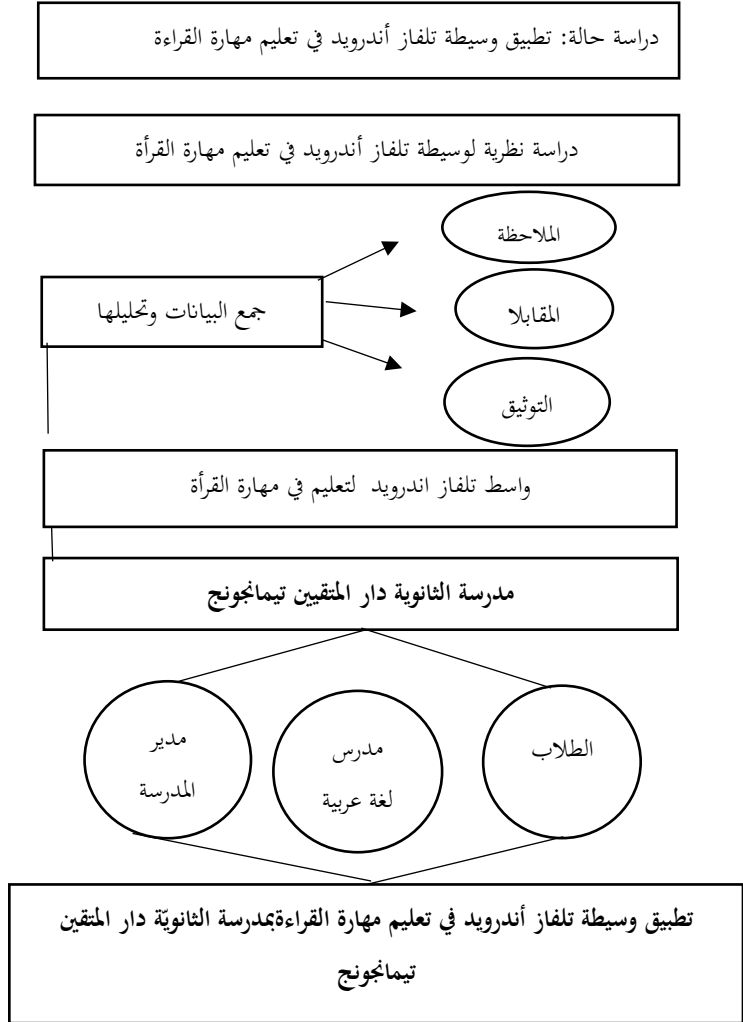 دراسة حالة: تطبيق وسيطة تلفاز أندرويد في تعليم مهارة القراءة
دراسة نظرية لوسيطة تلفاز أندرويد في تعليم مهارة القرأة
الملاحظة
جمع البيانات وتحليلها
المقابلا
التوثيق
واسط تلفاز اندرويد لتعليم في مهارة القرأة
مدرسة الثانوية دار المتقيين تيمانجونج
الطلاب
مدرس
لغة عربية
مدير
المدرسة
تطبيق وسيطة تلفاز أندرويد في تعليم مهارة القراءةبمدرسة الثانويّة دار المتقين
تيمانجونج